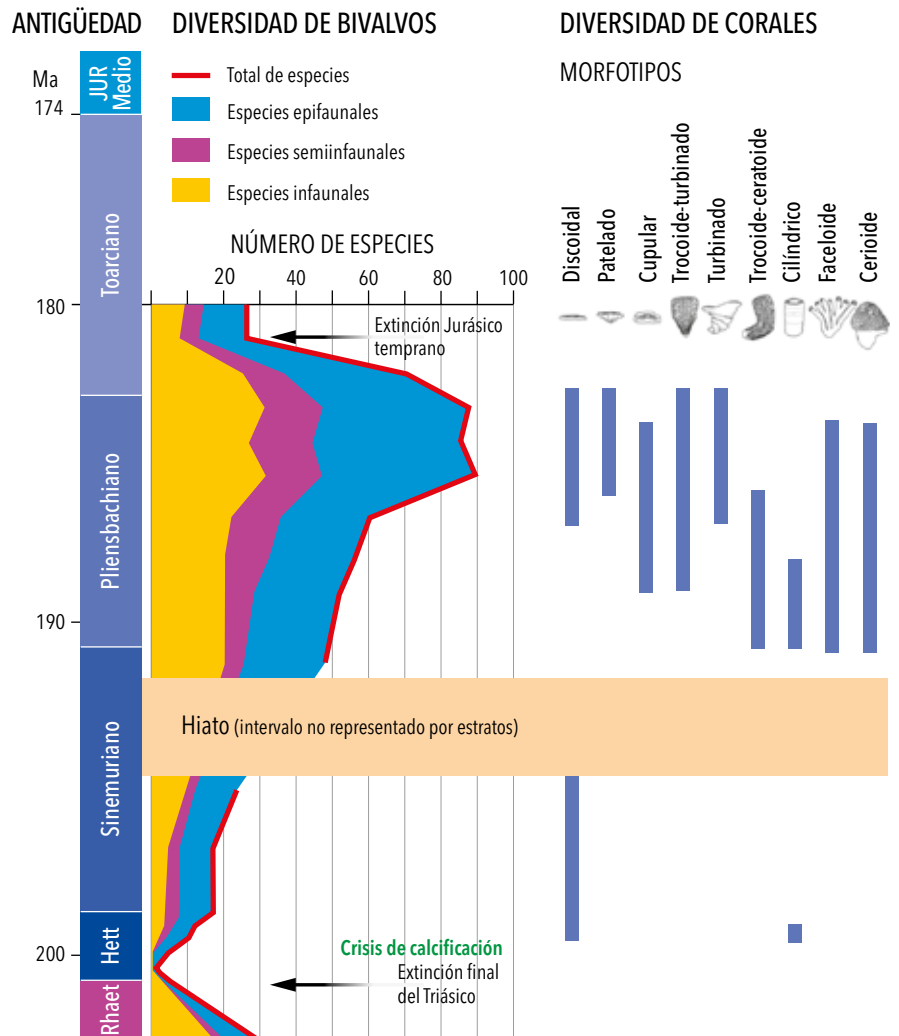 ANTIGÜEDAD
DIVERSIDAD DE BIVALVOS
DIVERSIDAD DE CORALES
Ma
174
JUR
Medio
Total de especies
Especies epifaunales
Especies semiinfaunales
Especies infaunales
MORFOTIPOS
Discoidal
Patelado
Cupular
Trocoide-turbinado
Turbinado
Trocoide-ceratoide
Cilíndrico
Faceloide
Cerioide
NÚMERO DE ESPECIES
20 40 60 80 100
Toarciano
180
Extinción Jurásico
temprano
Pliensbachiano
190
Hiato (intervalo no representado por estratos)
Sinemuriano
Hett
200
Crisis de calcificación
Extinción final
del Triásico
Rhaet